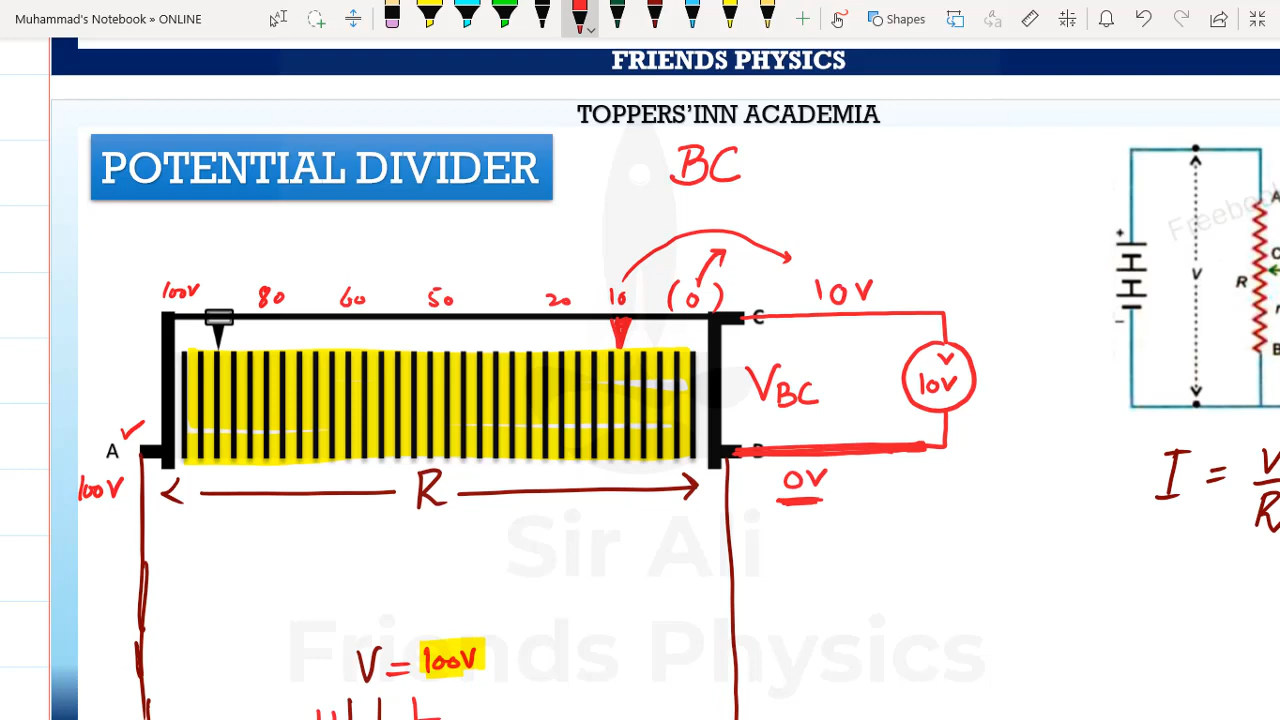 Muhammad's Notebook » ONLINE
Shapes
FRIENDS PHYSICS
TOPPERS'INN ACADEMIA
POTENTIAL DIVIDER
BC
100V 80 60 50 20 10 (0) 10V
C
V
10V
VBC
A
100V
R
0V
V = 100V
Sir Ali
Friends Physics
+
V
R
A
C
B
-
I = V
R